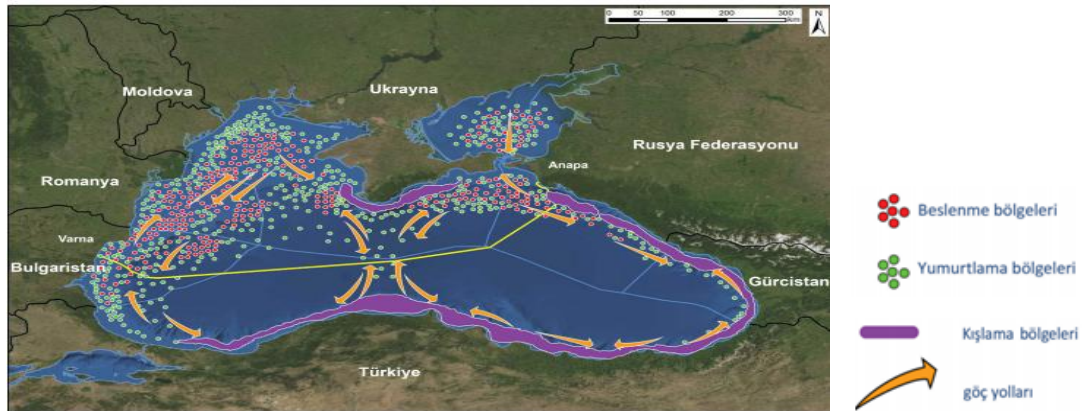 0 50 100 200 300
km
N
Moldova
Ukrayna
Rusya Federasyonu
Anapa
Romanya
Varna
Bulgaristan
Gürcistan
Türkiye
Beslenme bölgeleri
Yumurtlama bölgeleri
Kışlama bölgeleri
göç yolları